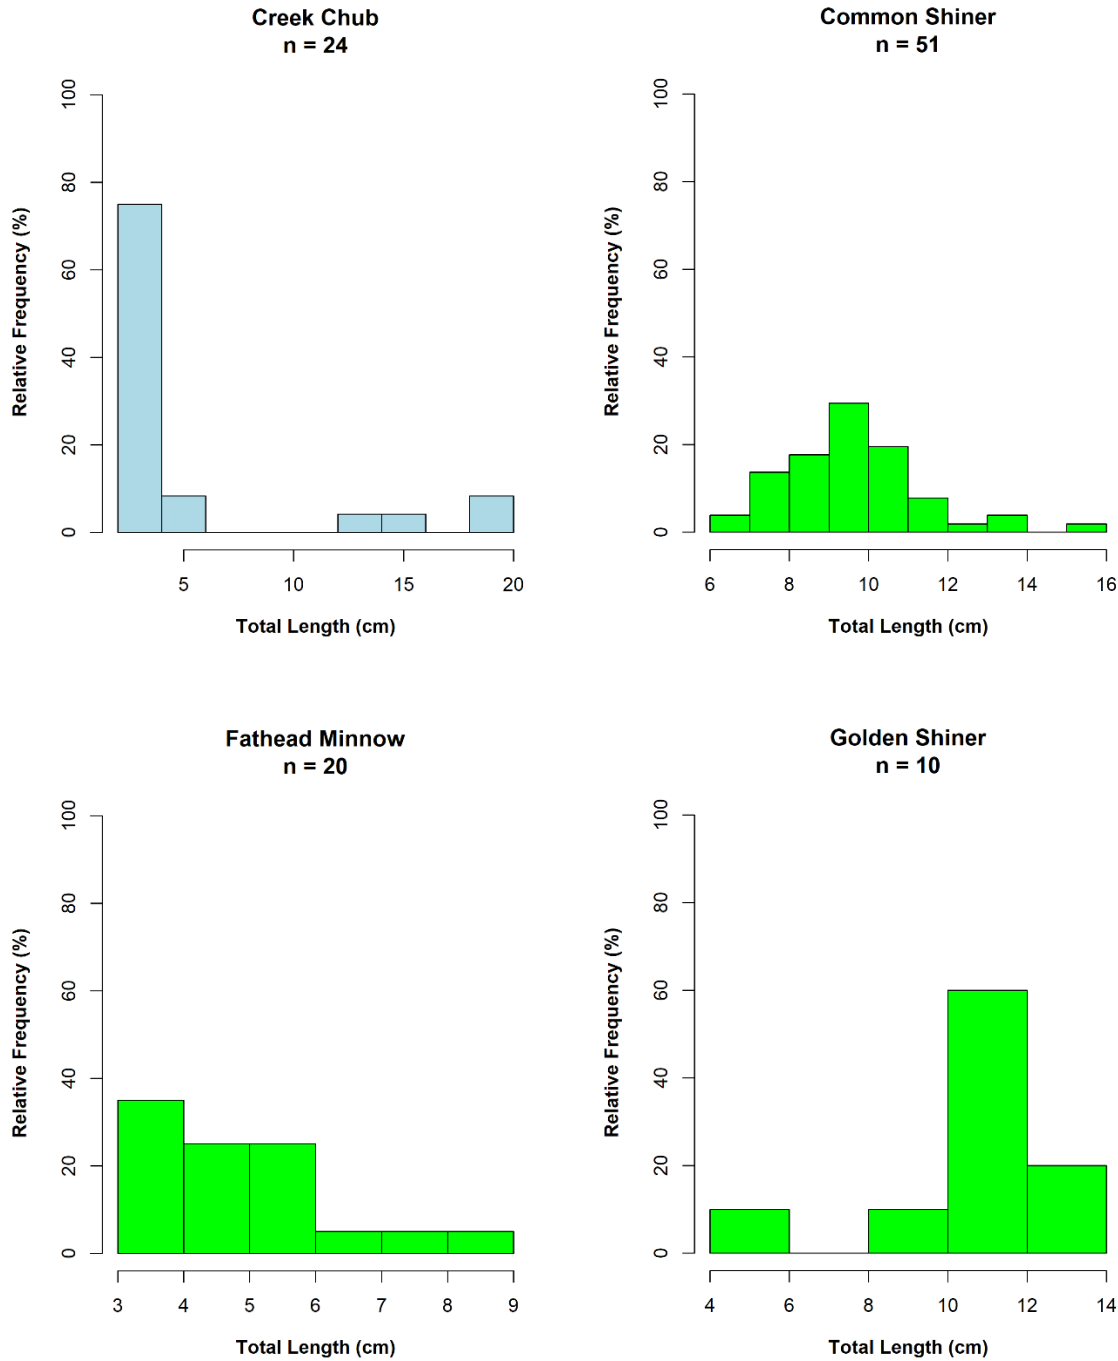 Creek Chub
n = 24
Relative Frequency (%)
100
80
60
40
20
0
5 10 15 20
Total Length (cm)
Common Shiner
n = 51
Relative Frequency (%)
100
80
60
40
20
0
6 8 10 12 14 16
Total Length (cm)
Fathead Minnow
n = 20
Relative Frequency (%)
100
80
60
40
20
0
3 4 5 6 7 8 9
Total Length (cm)
Golden Shiner
n = 10
Relative Frequency (%)
100
80
60
40
20
0
4 6 8 10 12 14
Total Length (cm)